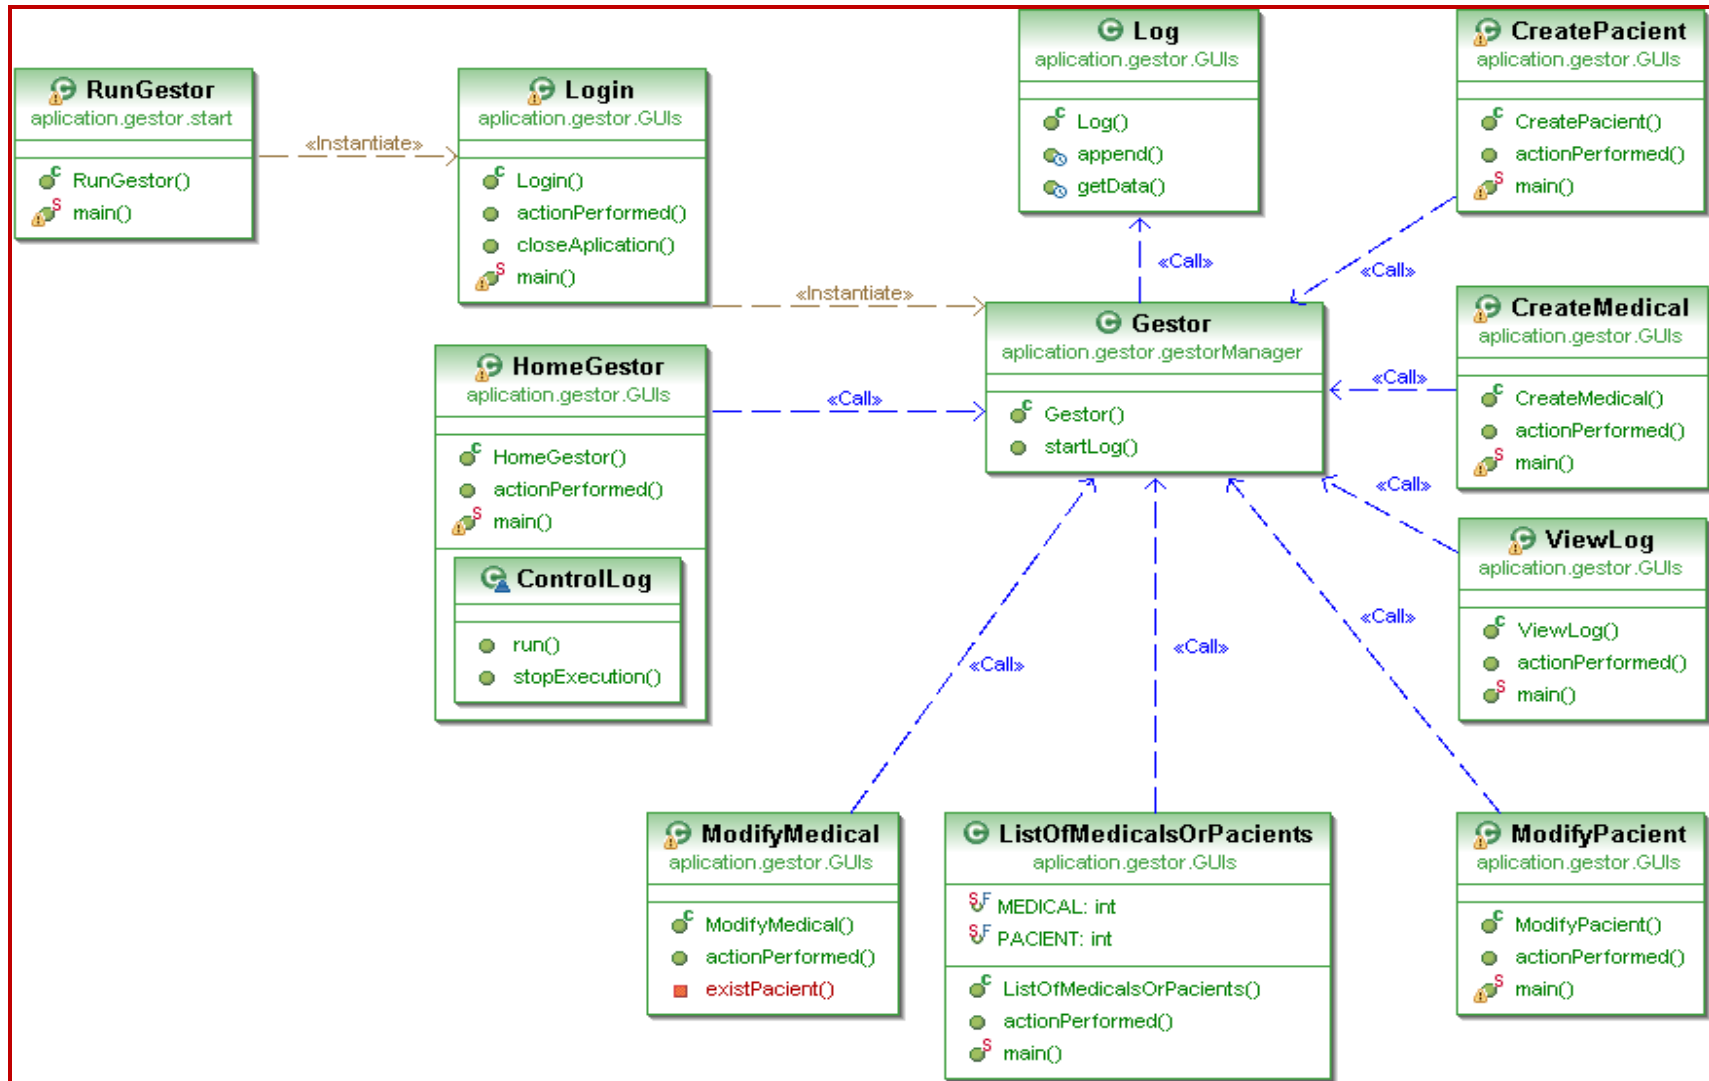 RunGestor
aplication.gestor.start
RunGestor()
main()
«Instantiate»
Login
aplication.gestor.GUIs
Login()
actionPerformed()
closeAplication()
main()
«Instantiate»
Log
aplication.gestor.GUIs
Log()
append()
getData()
«Call»
CreatePacient
aplication.gestor.GUIs
CreatePacient()
actionPerformed()
main()
«Call»
Gestor
aplication.gestor.gestorManager
Gestor()
startLog()
CreateMedical
aplication.gestor.GUIs
CreateMedical()
actionPerformed()
main()
«Call»
HomeGestor
aplication.gestor.GUIs
HomeGestor()
actionPerformed()
main()
ControlLog
run()
stopExecution()
«Call»
ViewLog
aplication.gestor.GUIs
ViewLog()
actionPerformed()
main()
«Call»
«Call»
«Call»
«Call»
ModifyMedical
aplication.gestor.GUIs
ModifyMedical()
actionPerformed()
existPacient()
ListOfMedicalsOrPacients
aplication.gestor.GUIs
MEDICAL: int
PACIENT: int
ListOfMedicalsOrPacients()
actionPerformed()
main()
ModifyPacient
aplication.gestor.GUIs
ModifyPacient()
actionPerformed()
main()